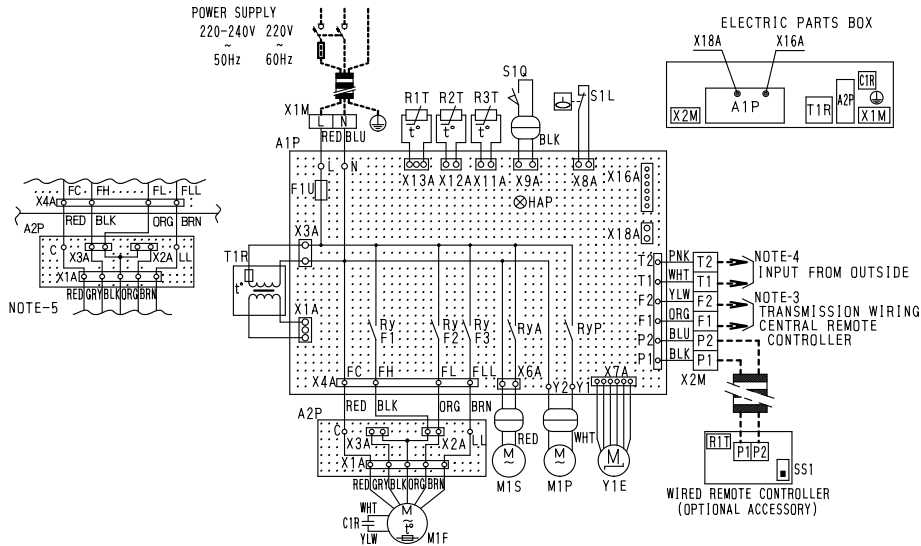 POWER SUPPLY
220-240V 220V
~ ~
50Hz 60Hz
ELECTRIC PARTS BOX
X18A X16A
A1P
X2M
T1R
A2P
C1R
X1M
X1M
L N
RED BLU
R1T R2T R3T
t° t° t°
S1Q
BLK
S1L
A1P
L N
F1U
X13A X12A X11A X9A X8A
HAP
X16A
X18A
X3A
T1R
t°
X1A
Ry
F1
Ry
F2
Ry
F3
RyA
RyP
T2 PNK T2
T1 WHT T1
F2 YLW F2
F1 ORG F1
P2 BLU P2
P1 BLK P1
X2M
NOTE-4
INPUT FROM OUTSIDE
NOTE-3
TRANSMISSION WIRING
CENTRAL REMOTE
CONTROLLER
FC FH FL FLL
X4A
RED BLK ORG BRN
A2P
C X3A X2A LL
X1A
RED GRY BLK ORG BRN
NOTE-5
X4A FC FH FL FLL X6A Y2 Y1 X7A
RED BLK ORG BRN
A2P
C X3A X2A LL
X1A
RED GRY BLK ORG BRN
WHT
C1R
YLW
M
~
t°
M1F
RED
M
~
M1S
WHT
M
~
M1P
M
Y1E
R1T
P1 P2
SS1
WIRED REMOTE CONTROLLER
(OPTIONAL ACCESSORY)